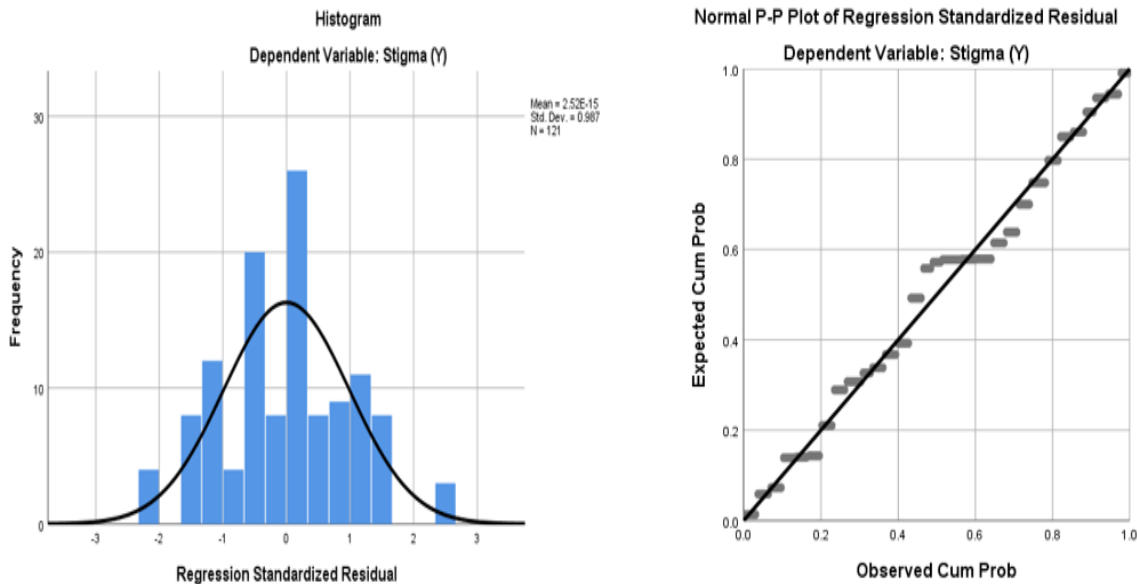 Histogram
Dependent Variable: Stigma (Y)
Mean = 2.52E-15
Std. Dev. = 0.987
N = 121
Frequency
30
20
10
0
-3 -2 -1 0 1 2 3
Regression Standardized Residual
Normal P-P Plot of Regression Standardized Residual
Dependent Variable: Stigma (Y)
Expected Cum Prob
1.0
0.8
0.6
0.4
0.2
0.0
0.0 0.2 0.4 0.6 0.8 1.0
Observed Cum Prob